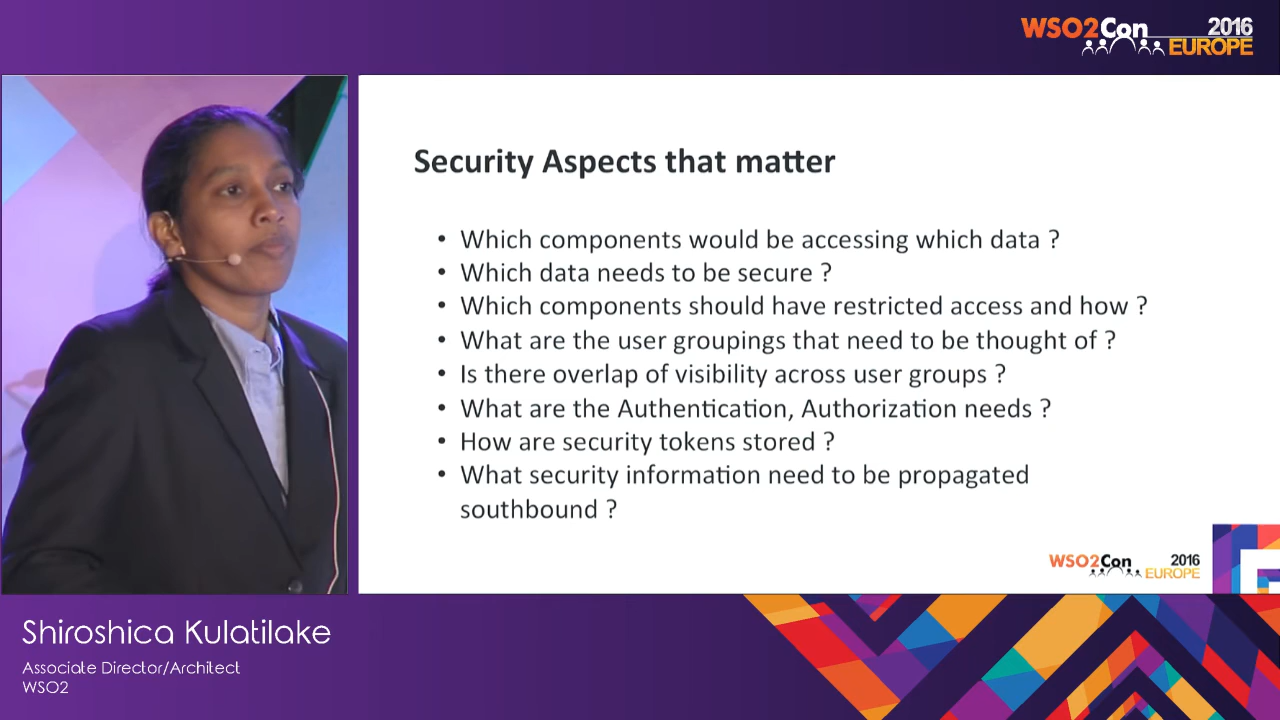 WSO2Con 2016
EUROPE
Security Aspects that matter
• Which components would be accessing which data ?
• Which data needs to be secure ?
• Which components should have restricted access and how ?
• What are the user groupings that need to be thought of ?
• Is there overlap of visibility across user groups ?
• What are the Authentication, Authorization needs ?
• How are security tokens stored ?
• What security information need to be propagated
southbound ?
WSO2Con 2016
EUROPE
Shiroshica Kulatilake
Associate Director/Architect
WSO2